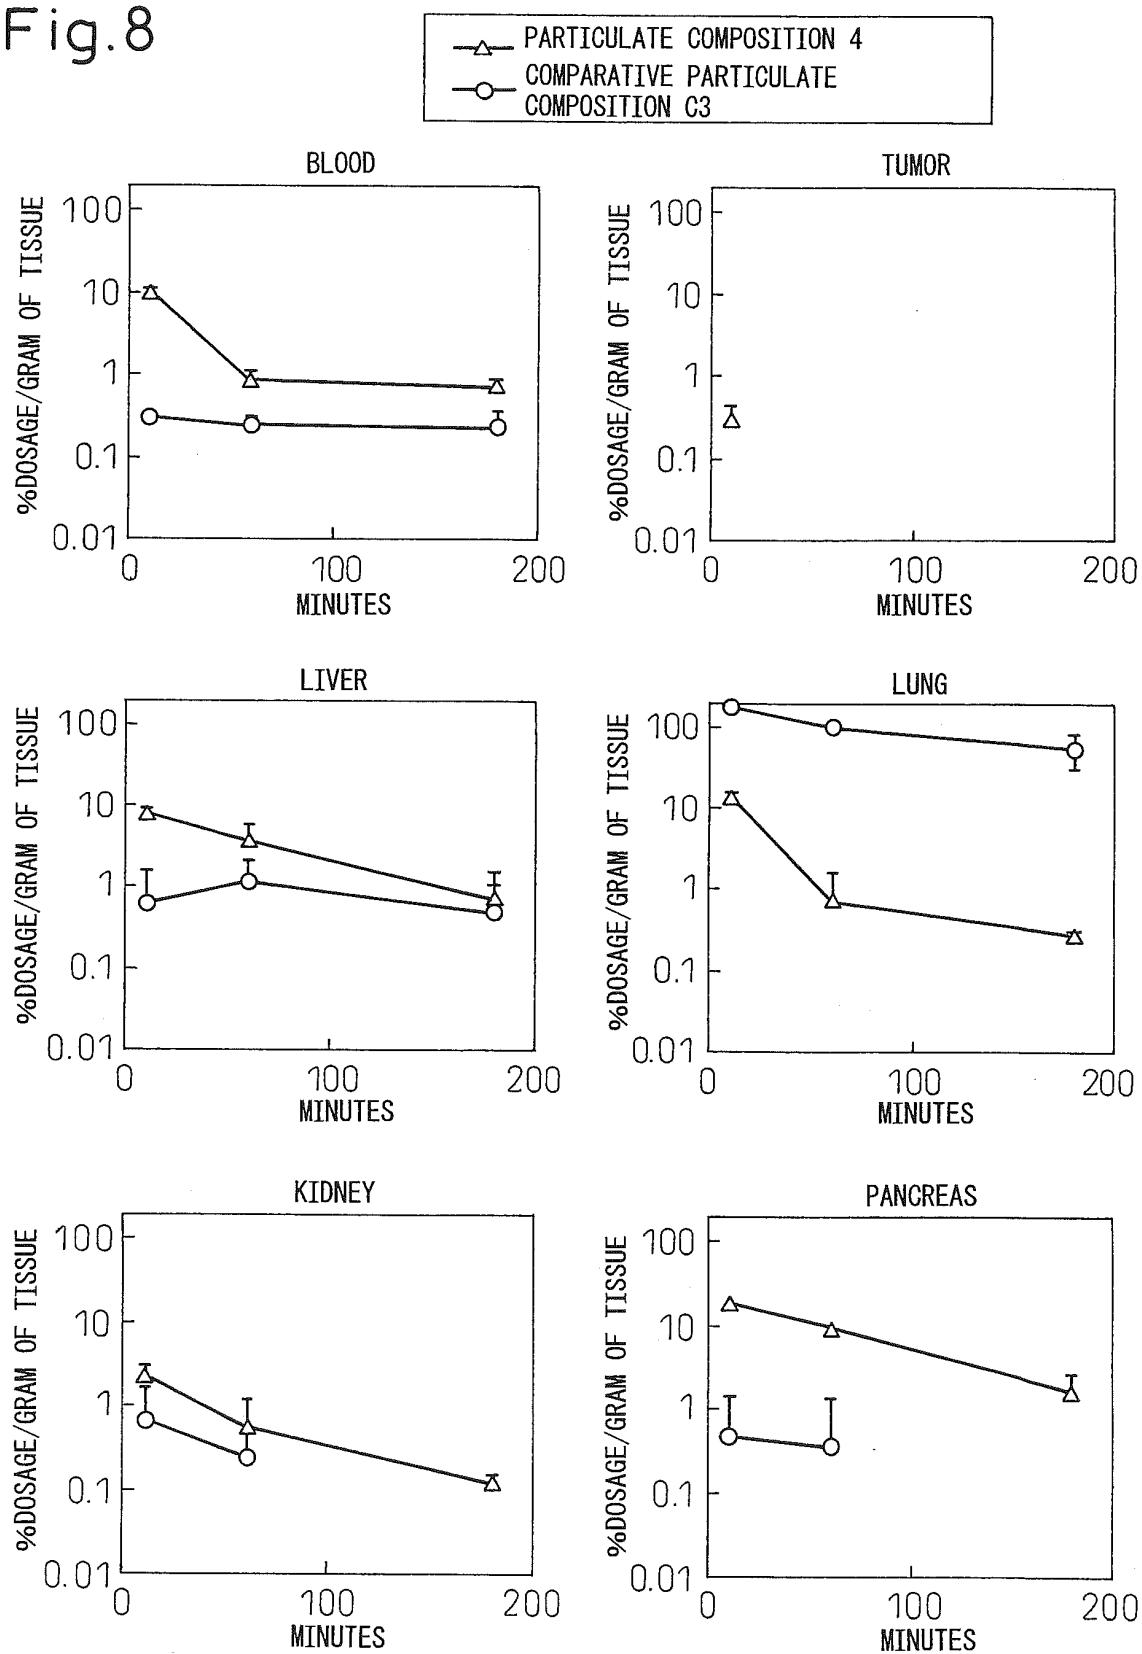 Fig.8
PARTICULATE COMPOSITION 4
COMPARATIVE PARTICULATE
COMPOSITION C3
BLOOD
%DOSAGE/GRAM OF TISSUE
100
10
1
0.1
0.01
0 100 200
MINUTES
TUMOR
%DOSAGE/GRAM OF TISSUE
100
10
1
0.1
0.01
0 100 200
MINUTES
LIVER
%DOSAGE/GRAM OF TISSUE
100
10
1
0.1
0.01
0 100 200
MINUTES
LUNG
%DOSAGE/GRAM OF TISSUE
100
10
1
0.1
0.01
0 100 200
MINUTES
KIDNEY
%DOSAGE/GRAM OF TISSUE
100
10
1
0.1
0.01
0 100 200
MINUTES
PANCREAS
%DOSAGE/GRAM OF TISSUE
100
10
1
0.1
0.01
0 100 200
MINUTES